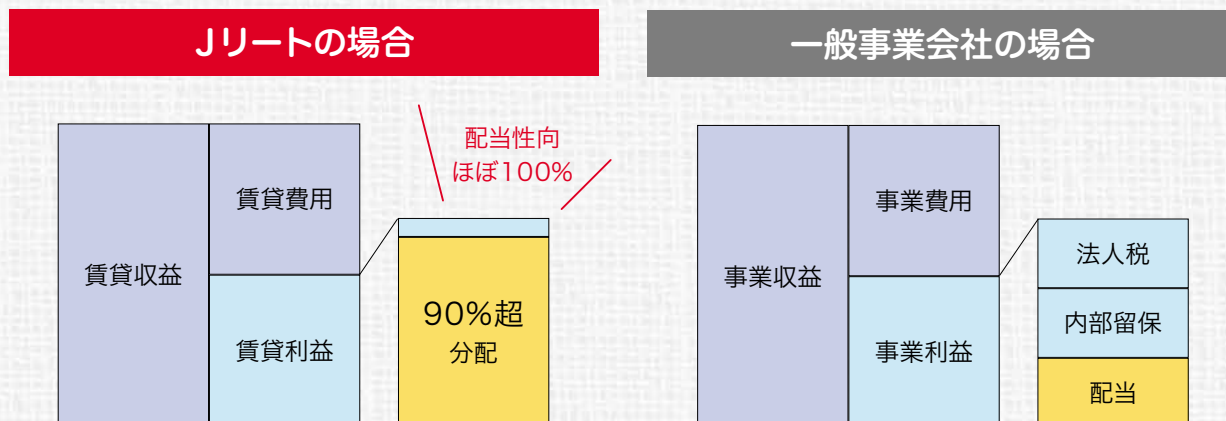 Jリートの場合
配当性向
ほぼ100%
賃貸収益
賃貸費用
賃貸利益
90%超
分配
一般事業会社の場合
事業収益
事業費用
事業利益
法人税
内部留保
配当